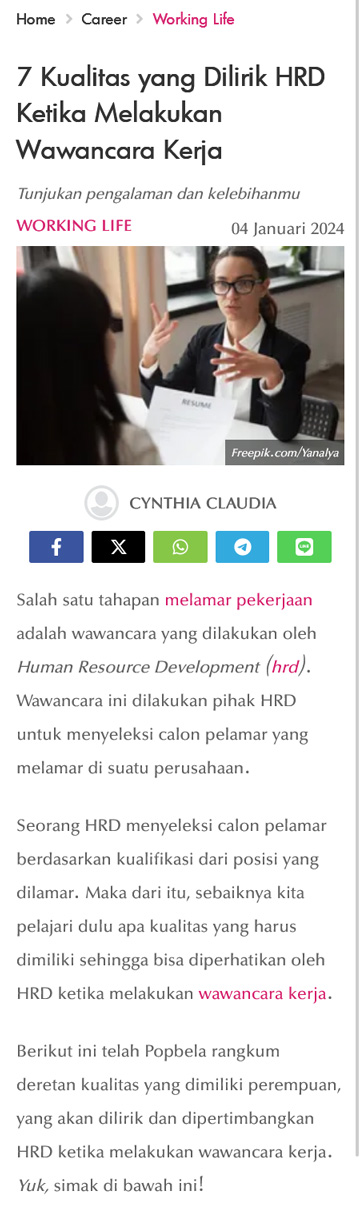 Home > Career > Working Life
7 Kualitas yang Dilirik HRD
Ketika Melakukan
Wawancara Kerja
Tunjukan pengalaman dan kelebihanmu
WORKING LIFE
04 Januari 2024
RESUME
Freepik.com/Yanalya
CYNTHIA CLAUDIA
Salah satu tahapan melamar pekerjaan
adalah wawancara yang dilakukan oleh
Human Resource Development (hrd).
Wawancara ini dilakukan pihak HRD
untuk menyeleksi calon pelamar yang
melamar di suatu perusahaan.
Seorang HRD menyeleksi calon pelamar
berdasarkan kualifikasi dari posisi yang
dilamar. Maka dari itu, sebaiknya kita
pelajari dulu apa kualitas yang harus
dimiliki sehingga bisa diperhatikan oleh
HRD ketika melakukan wawancara kerja.
Berikut ini telah Popbela rangkum
deretan kualitas yang dimiliki perempuan,
yang akan dilirik dan dipertimbangkan
HRD ketika melakukan wawancara kerja.
Yuk, simak di bawah ini!